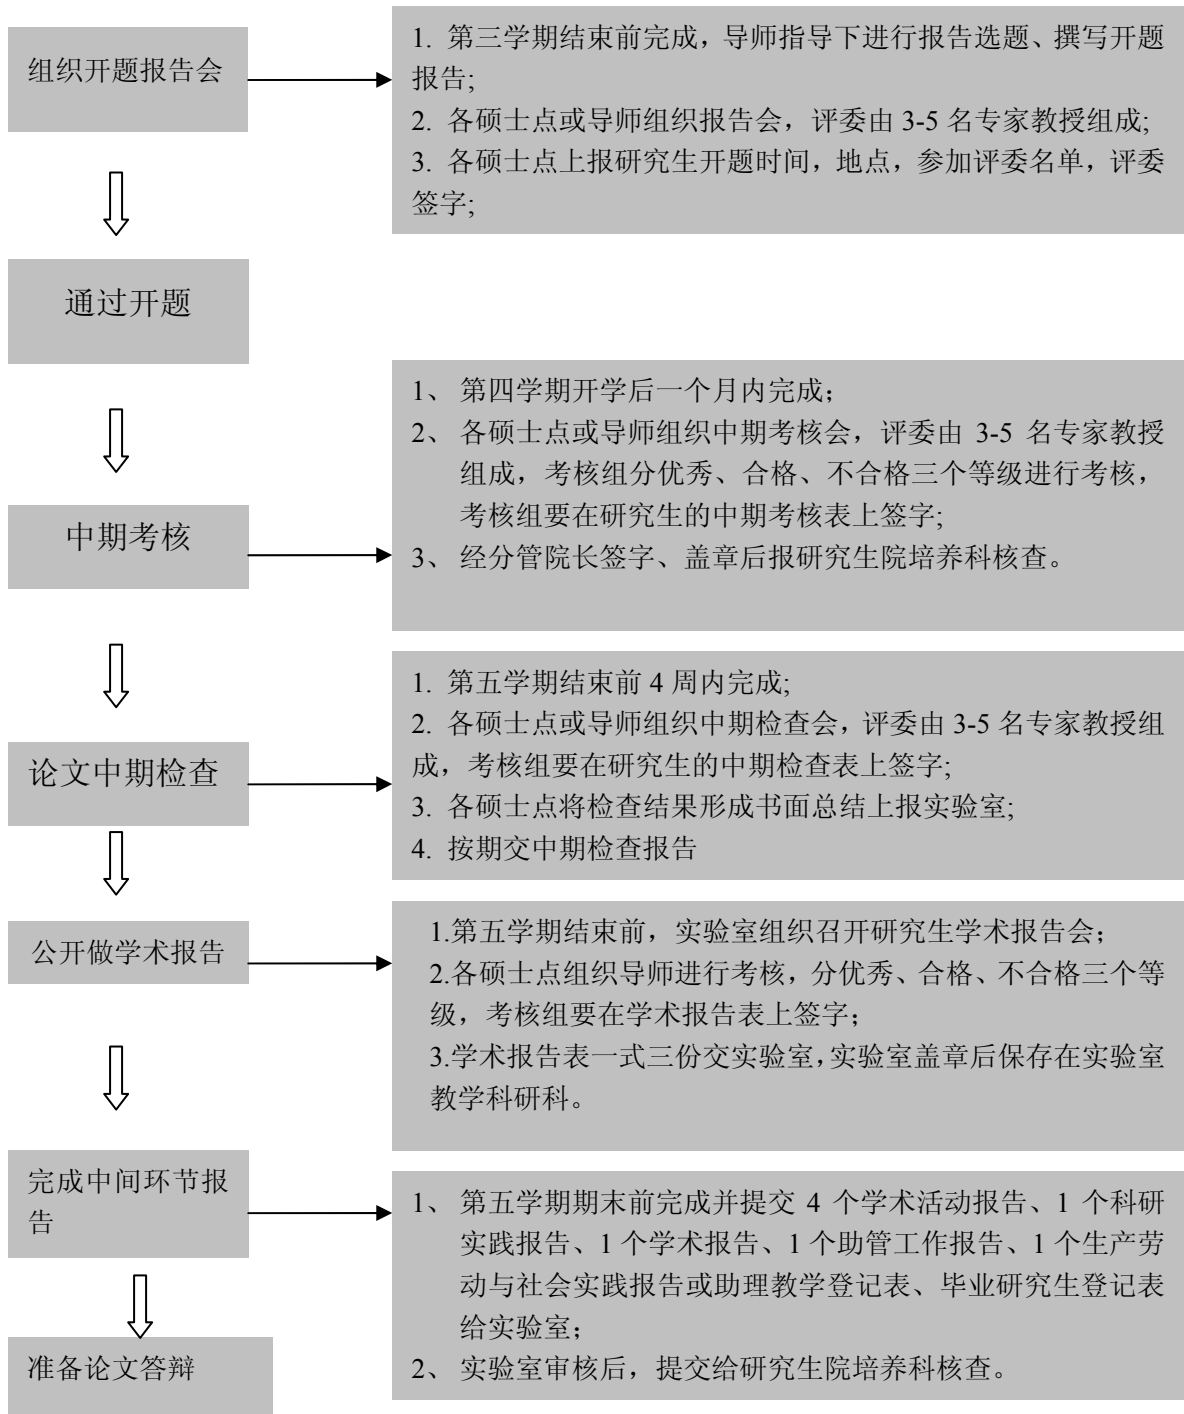 组织开题报告会
1. 第三学期结束前完成，导师指导下进行报告选题、撰写开题
报告;
2. 各硕士点或导师组织报告会，评委由 3-5 名专家教授组成;
3. 各硕士点上报研究生开题时间，地点，参加评委名单，评委
签字;
通过开题
中期考核
1、 第四学期开学后一个月内完成；
2、 各硕士点或导师组织中期考核会，评委由 3-5 名专家教授
组成，考核组分优秀、合格、不合格三个等级进行考核，
考核组要在研究生的中期考核表上签字;
3、 经分管院长签字、盖章后报研究生院培养科核查。
论文中期检查
1. 第五学期结束前 4 周内完成;
2. 各硕士点或导师组织中期检查会，评委由 3-5 名专家教授组
成，考核组要在研究生的中期检查表上签字;
3. 各硕士点将检查结果形成书面总结上报实验室;
4. 按期交中期检查报告
公开做学术报告
1.第五学期结束前，实验室组织召开研究生学术报告会；
2.各硕士点组织导师进行考核，分优秀、合格、不合格三个等
级，考核组要在学术报告表上签字；
3.学术报告表一式三份交实验室，实验室盖章后保存在实验室
教学科研科。
完成中间环节报
告
1、 第五学期期末前完成并提交 4 个学术活动报告、1 个科研
实践报告、1 个学术报告、1 个助管工作报告、1 个生产劳
动与社会实践报告或助理教学登记表、毕业研究生登记表
给实验室；
2、 实验室审核后，提交给研究生院培养科核查。
准备论文答辩